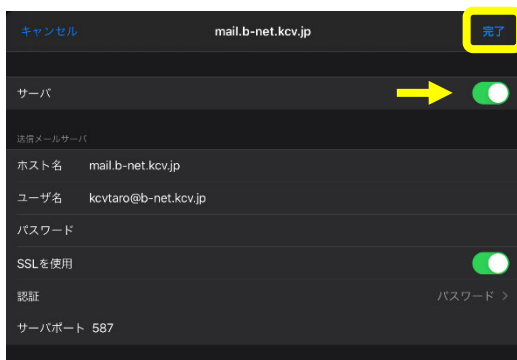 キャンセル mail.b-net.kcv.jp 完了
サーバ
送信メールサーバ
ホスト名 mail.b-net.kcv.jp
ユーザ名 kcvtaro@b-net.kcv.jp
パスワード
SSLを使用
認証 パスワード >
サーバポート 587